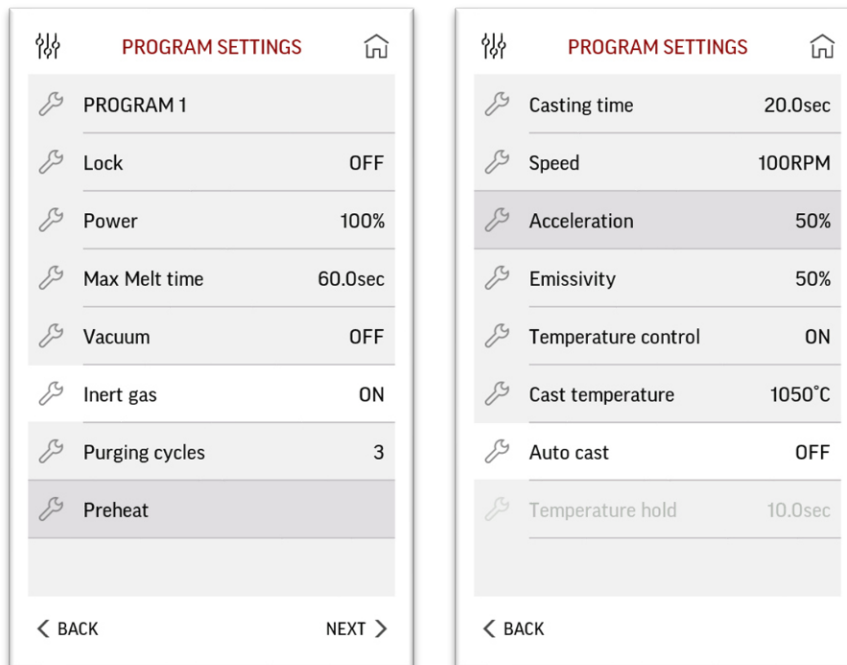 PROGRAM SETTINGS
PROGRAM 1
Lock OFF
Power 100%
Max Melt time 60.0sec
Vacuum OFF
Inert gas ON
Purging cycles 3
Preheat
< BACK NEXT >
PROGRAM SETTINGS
Casting time 20.0sec
Speed 100RPM
Acceleration 50%
Emissivity 50%
Temperature control ON
Cast temperature 1050°C
Auto cast OFF
Temperature hold 10.0sec
< BACK